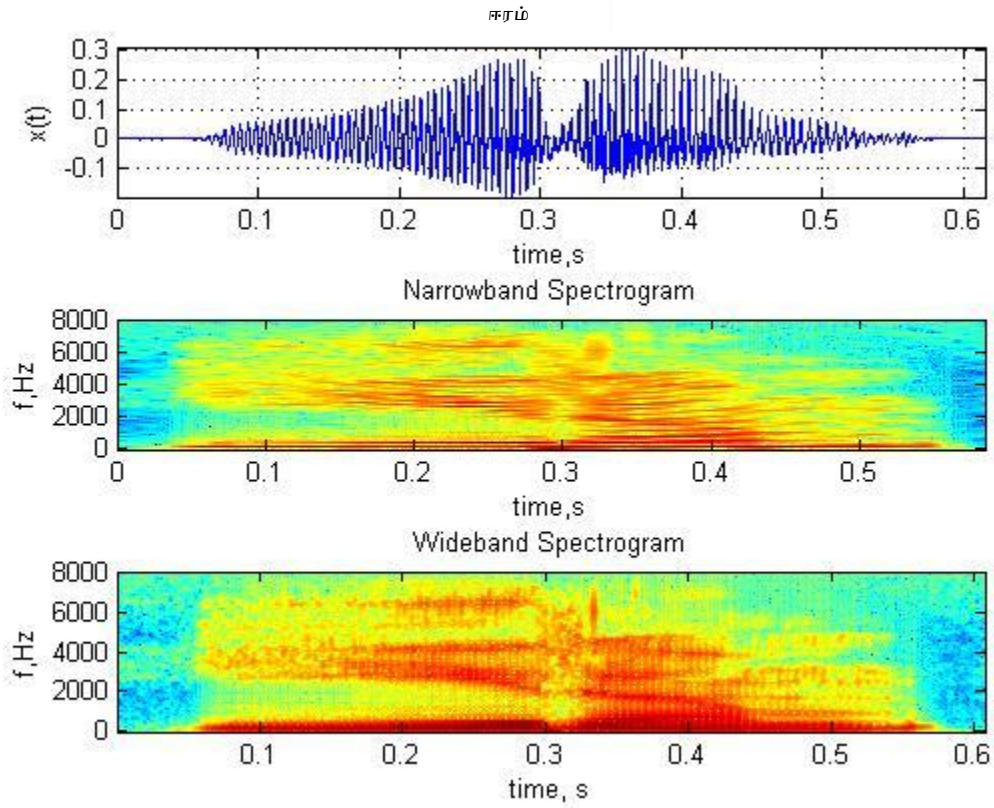 ஈரம்
0.3
0.2
0.1
0
-0.1
x(t)
0 0.1 0.2 0.3 0.4 0.5 0.6
time,s
Narrowband Spectrogram
8000
6000
4000
2000
0
f,Hz
0 0.1 0.2 0.3 0.4 0.5
time,s
Wideband Spectrogram
8000
6000
4000
2000
0
f,Hz
0.1 0.2 0.3 0.4 0.5 0.6
time, s